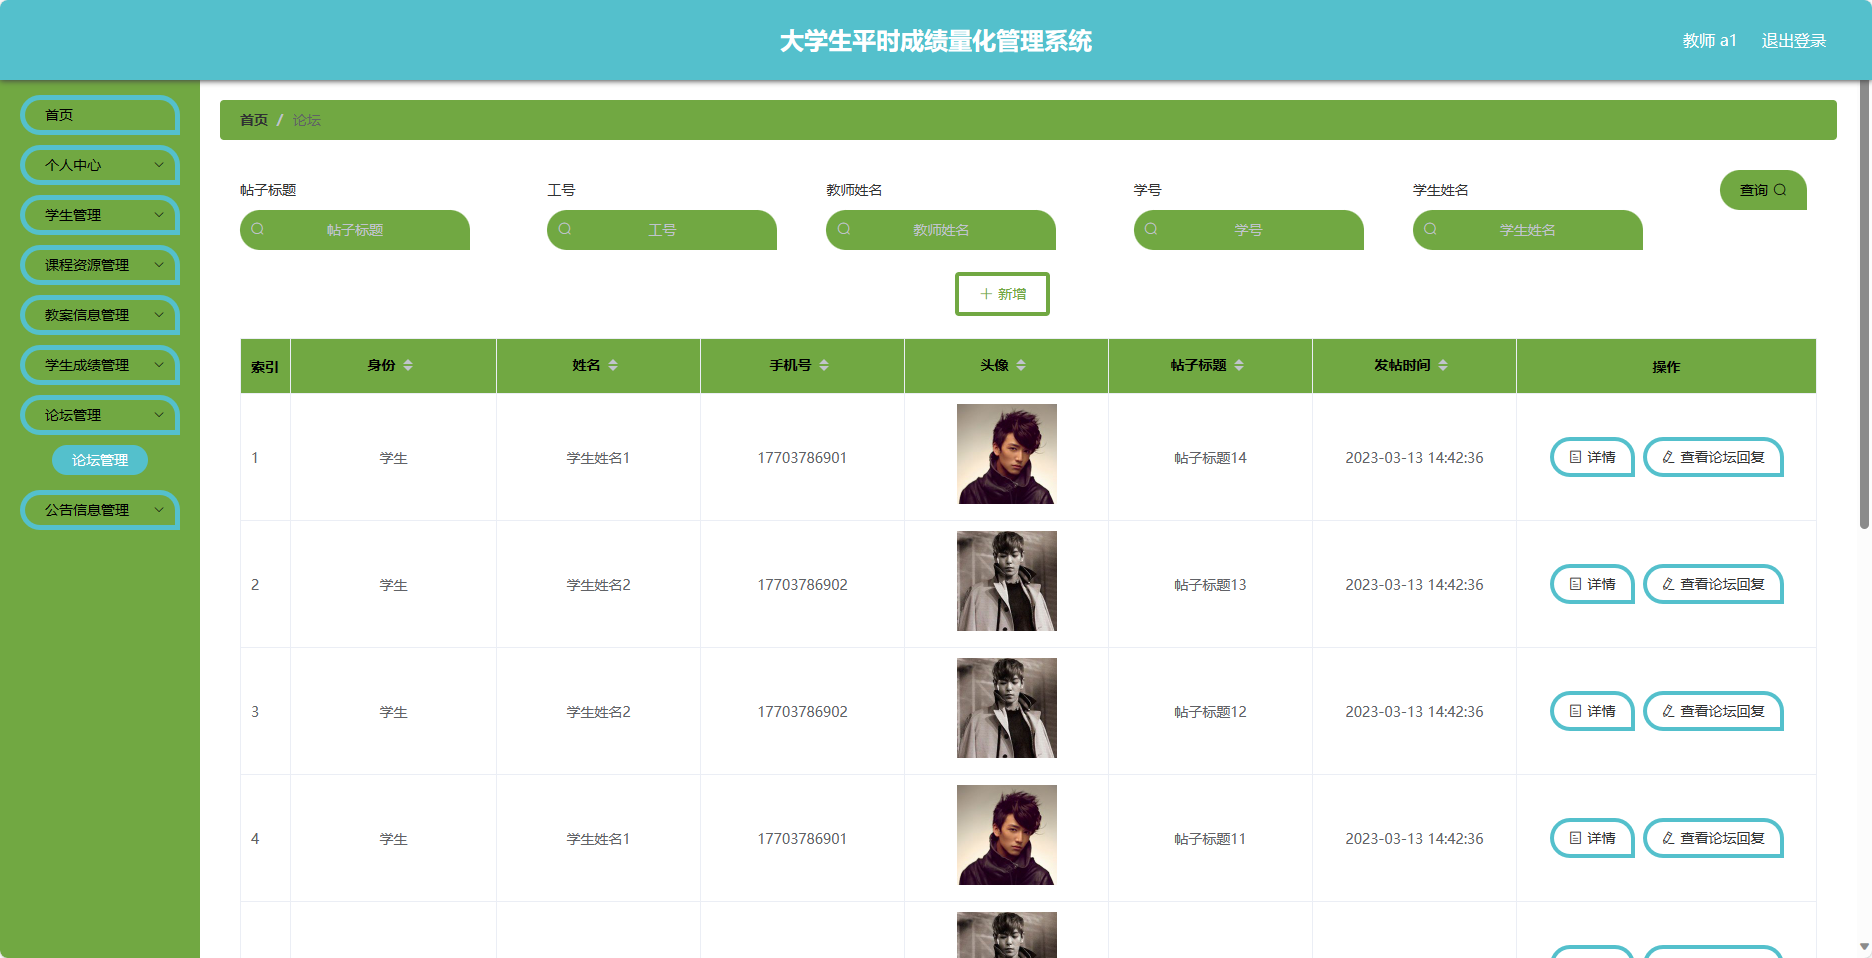 大学生平时成绩量化管理系统
教师 a1 退出登录
首页
个人中心
学生管理
课程资源管理
教案信息管理
学生成绩管理
论坛管理
论坛管理
公告信息管理
首页 / 论坛
帖子标题 工号 教师姓名 学号 学生姓名 查询
帖子标题 工号 教师姓名 学号 学生姓名
新增
索引 身份 姓名 手机号 头像 帖子标题 发帖时间 操作
1 学生 学生姓名1 17703786901 帖子标题14 2023-03-13 14:42:36 详情 查看论坛回复
2 学生 学生姓名2 17703786902 帖子标题13 2023-03-13 14:42:36 详情 查看论坛回复
3 学生 学生姓名2 17703786902 帖子标题12 2023-03-13 14:42:36 详情 查看论坛回复
4 学生 学生姓名1 17703786901 帖子标题11 2023-03-13 14:42:36 详情 查看论坛回复